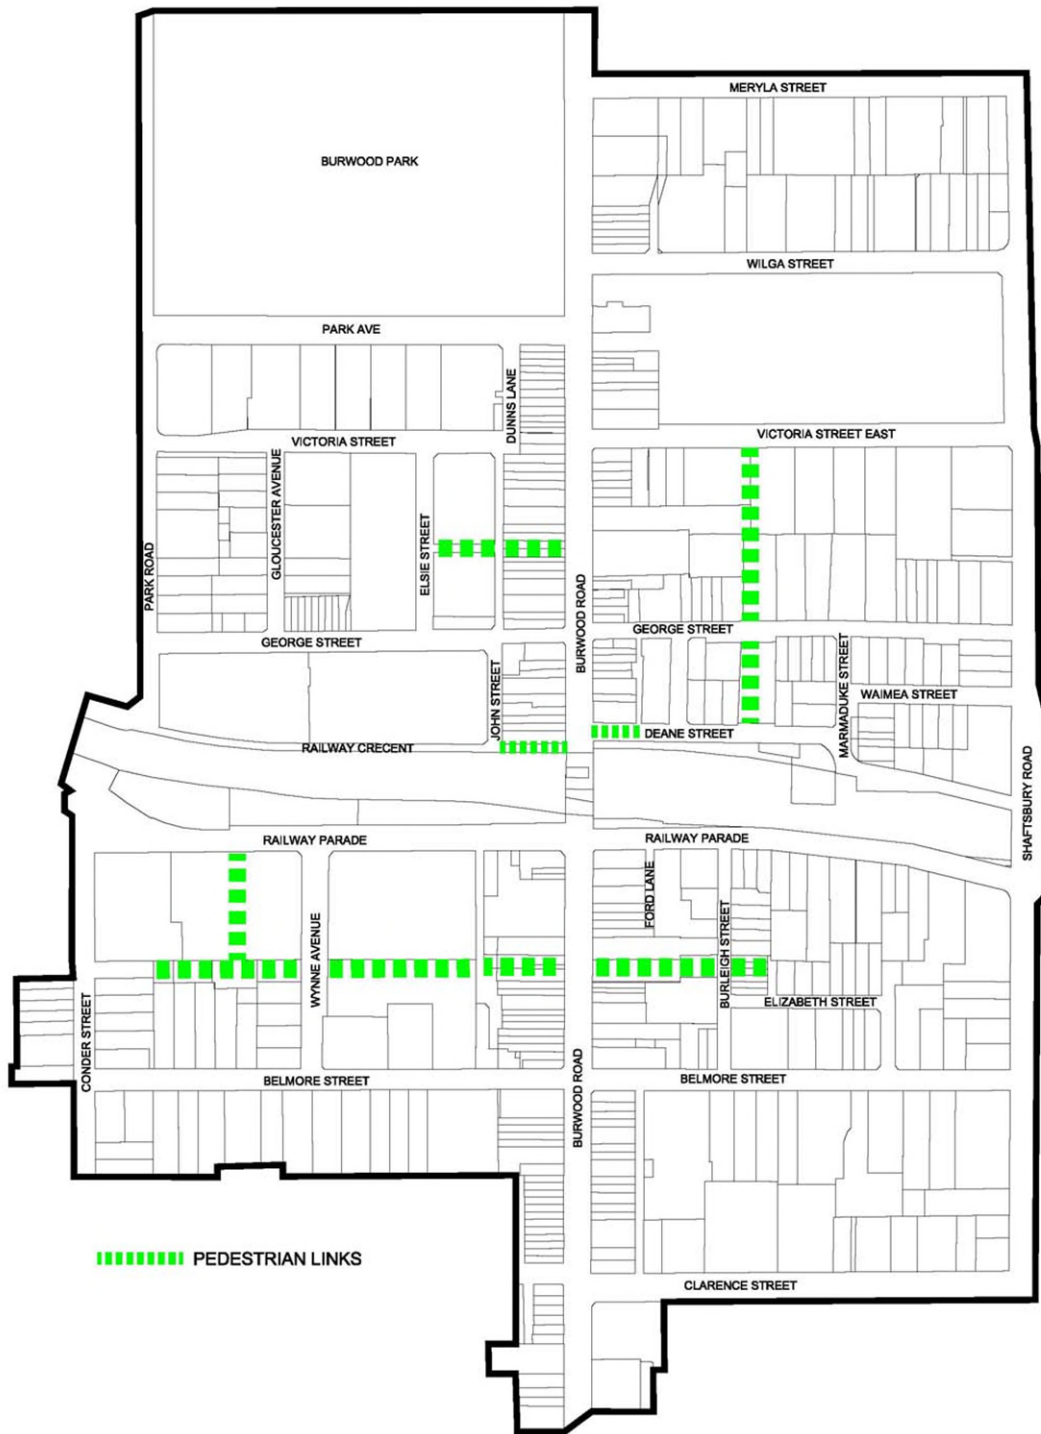 MERYLA STREET
BURWOOD PARK
WILGA STREET
PARK AVE
DUNNS LANE
VICTORIA STREET EAST
VICTORIA STREET
GLOUCESTER AVENUE
ELSIE STREET
PARK ROAD
BURWOOD ROAD
GEORGE STREET
GEORGE STREET
MARMADUKE STREET
WAIMEA STREET
JOHN STREET
DEANE STREET
RAILWAY CRECENT
SHAFTSBURY ROAD
RAILWAY PARADE
RAILWAY PARADE
FORD LANE
WYNNE AVENUE
BURLEIGH STREET
ELIZABETH STREET
CONDER STREET
BURWOOD ROAD
BELMORE STREET
BELMORE STREET
PEDESTRIAN LINKS
CLARENCE STREET